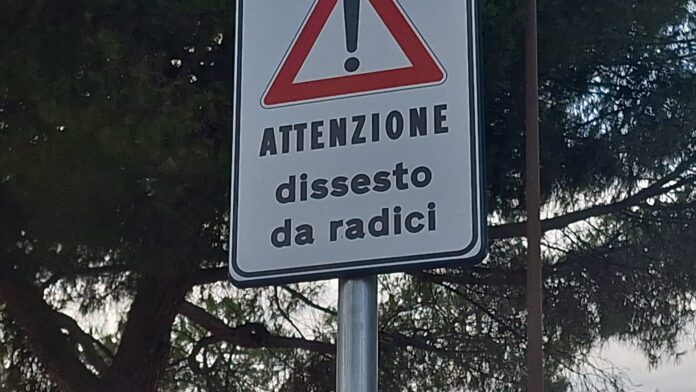 ATTENZIONE
dissesto
da radici